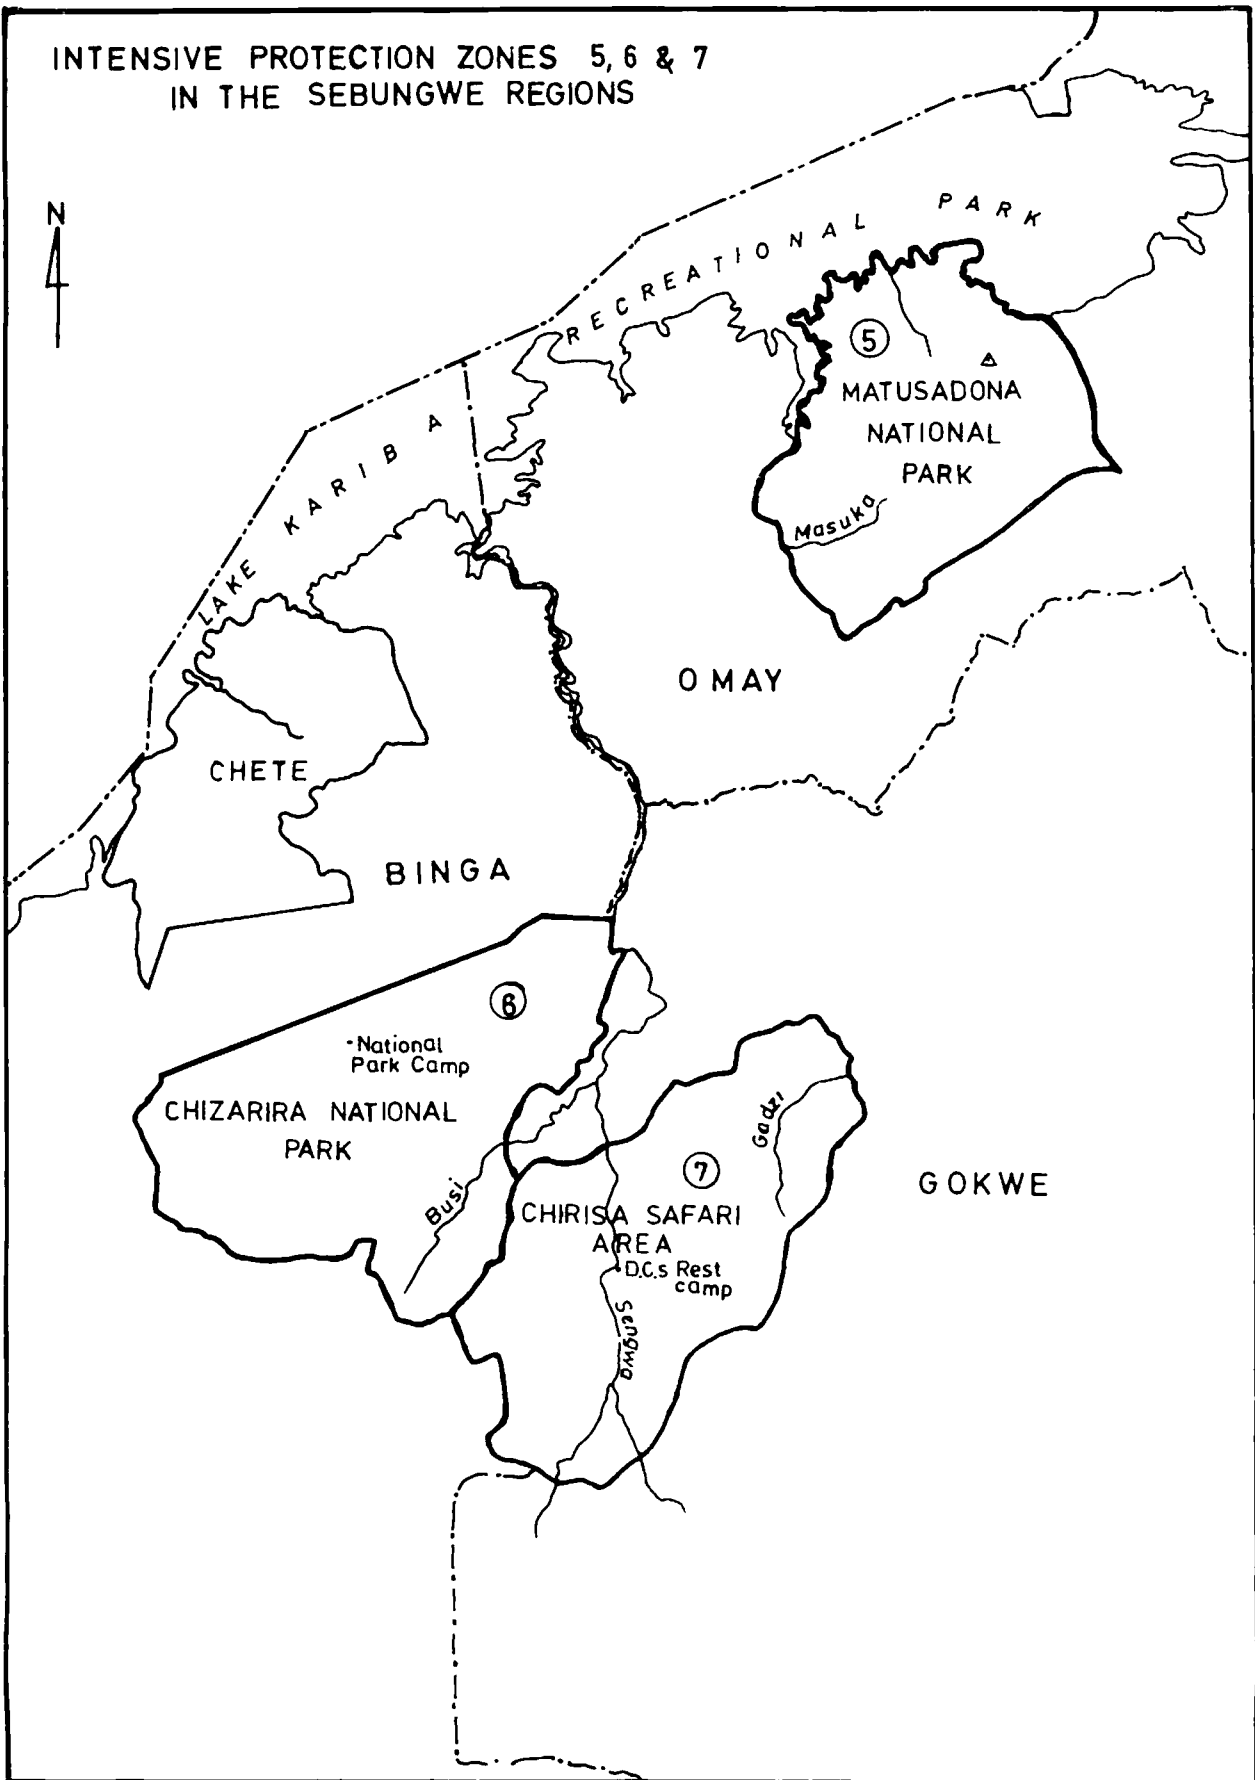 INTENSIVE PROTECTION ZONES 5, 6 & 7
IN THE SEBUNGWE REGIONS
N
LAKE KARIBA RECREATIONAL PARK
5
MATUSADONA
NATIONAL
PARK
Masuka
OMAY
CHETE
BINGA
6
-National
Park Camp
CHIZARIRA NATIONAL
PARK
Busi
Gadzi
7
GOKWE
CHIRISA SAFARI
AREA
D.C.s Rest
camp
Sengwa